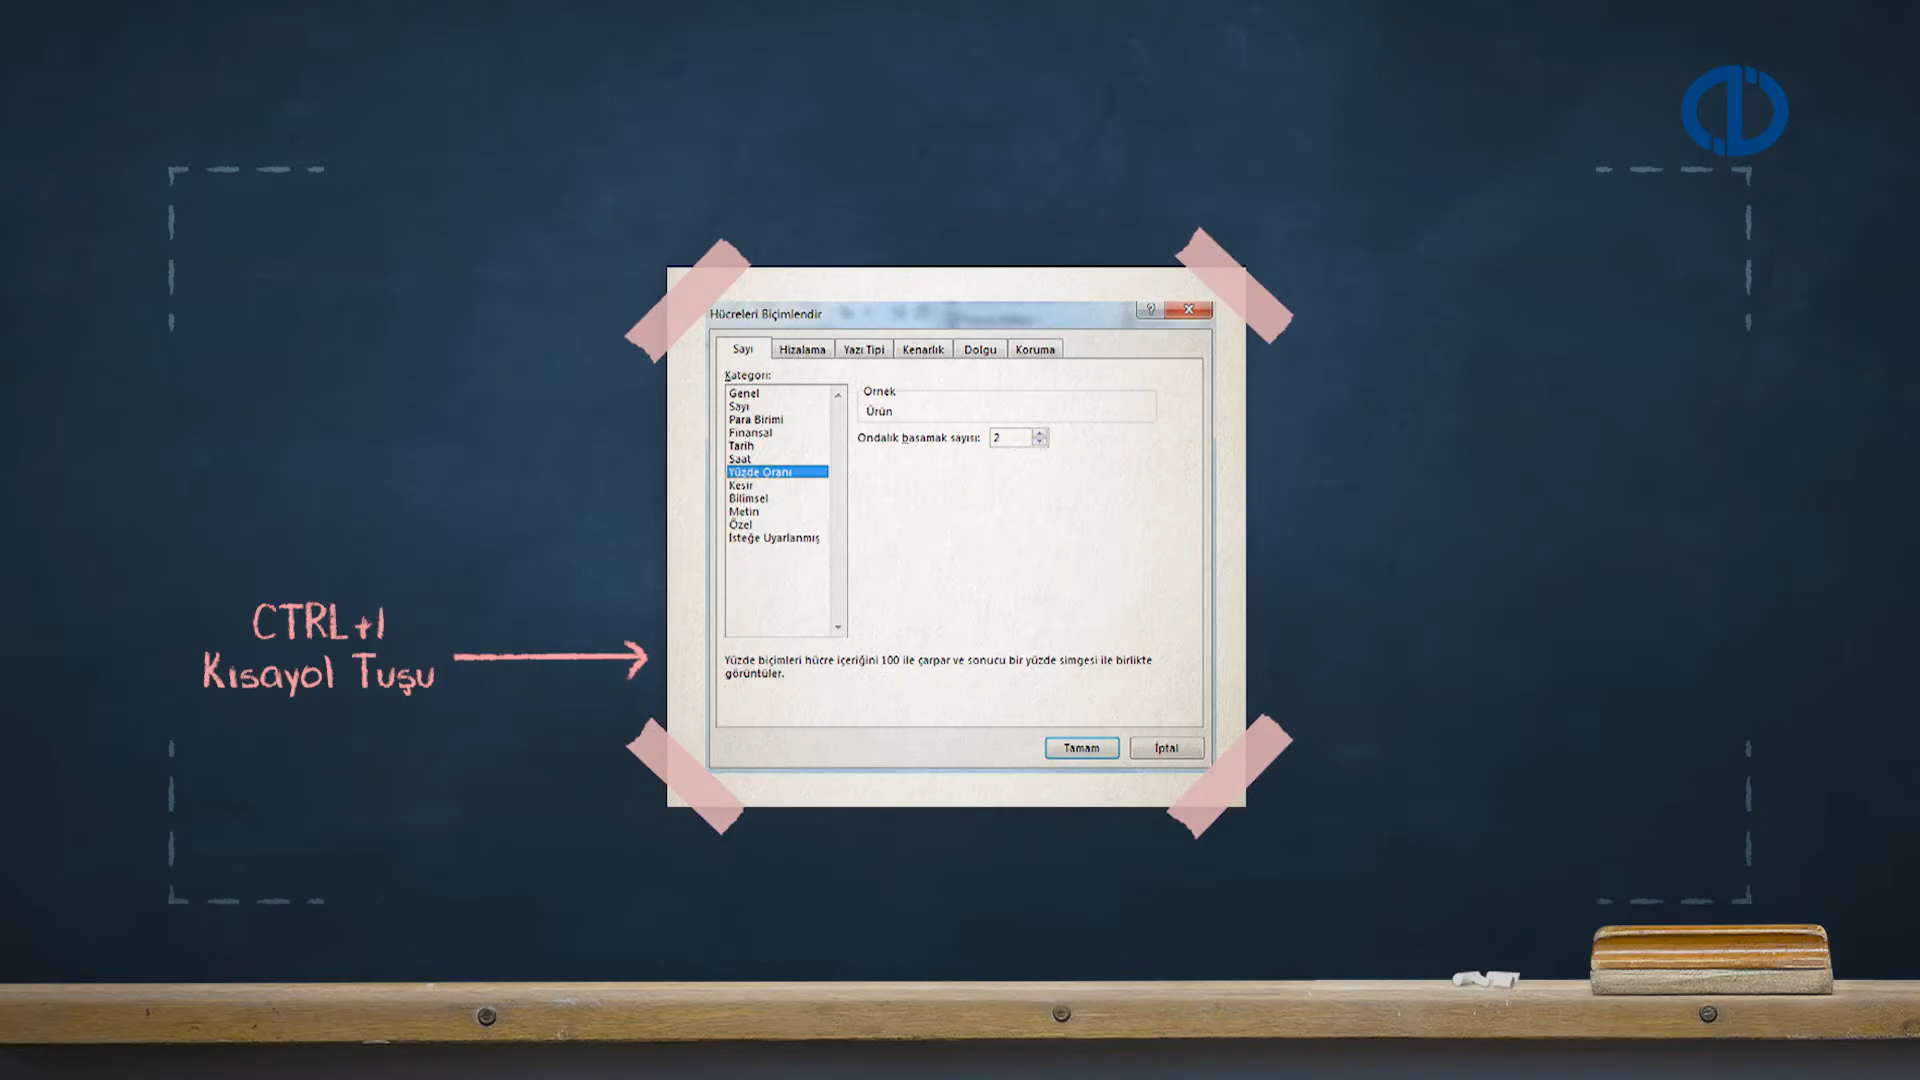 Hücreleri Biçimlendir
Sayı Hizalama Yazı Tipi Kenarlık Dolgu Koruma
Kategori:
Genel
Sayı
Para Birimi
Finansal
Tarih
Saat
Yüzde Oranı
Kesir
Bilimsel
Metin
Özel
İsteğe Uyarlanmış
Örnek
Ürün
Ondalık basamak sayısı: 2
CTRL+1
Kısayol Tuşu
Yüzde biçimleri hücre içeriğini 100 ile çarpar ve sonucu bir yüzde simgesi ile birlikte
görüntüler.
Tamam İptal